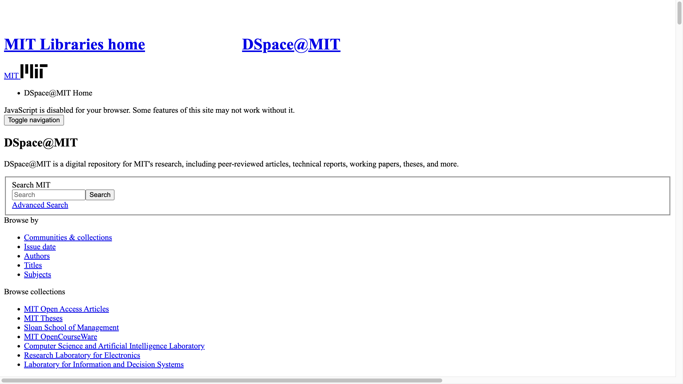 MIT Libraries home DSpace@MIT
MIT MIT
DSpace@MIT Home
JavaScript is disabled for your browser. Some features of this site may not work without it.
Toggle navigation
DSpace@MIT
DSpace@MIT is a digital repository for MIT's research, including peer-reviewed articles, technical reports, working papers, theses, and more.
Search MIT
Search Search
Advanced Search
Browse by
Communities & collections
Issue date
Authors
Titles
Subjects
Browse collections
MIT Open Access Articles
MIT Theses
Sloan School of Management
MIT OpenCourseWare
Computer Science and Artificial Intelligence Laboratory
Research Laboratory for Electronics
Laboratory for Information and Decision Systems